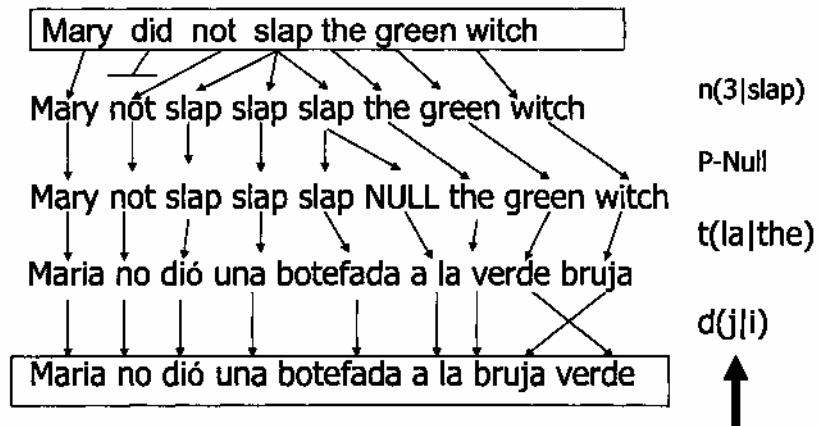 Mary did not slap the green witch
n(3|slap)
Mary not slap slap slap the green witch
P-Null
Mary not slap slap slap NULL the green witch
t(la|the)
Maria no dió una botefada a la verde bruja
d(j|i)
Maria no dió una botefada a la bruja verde